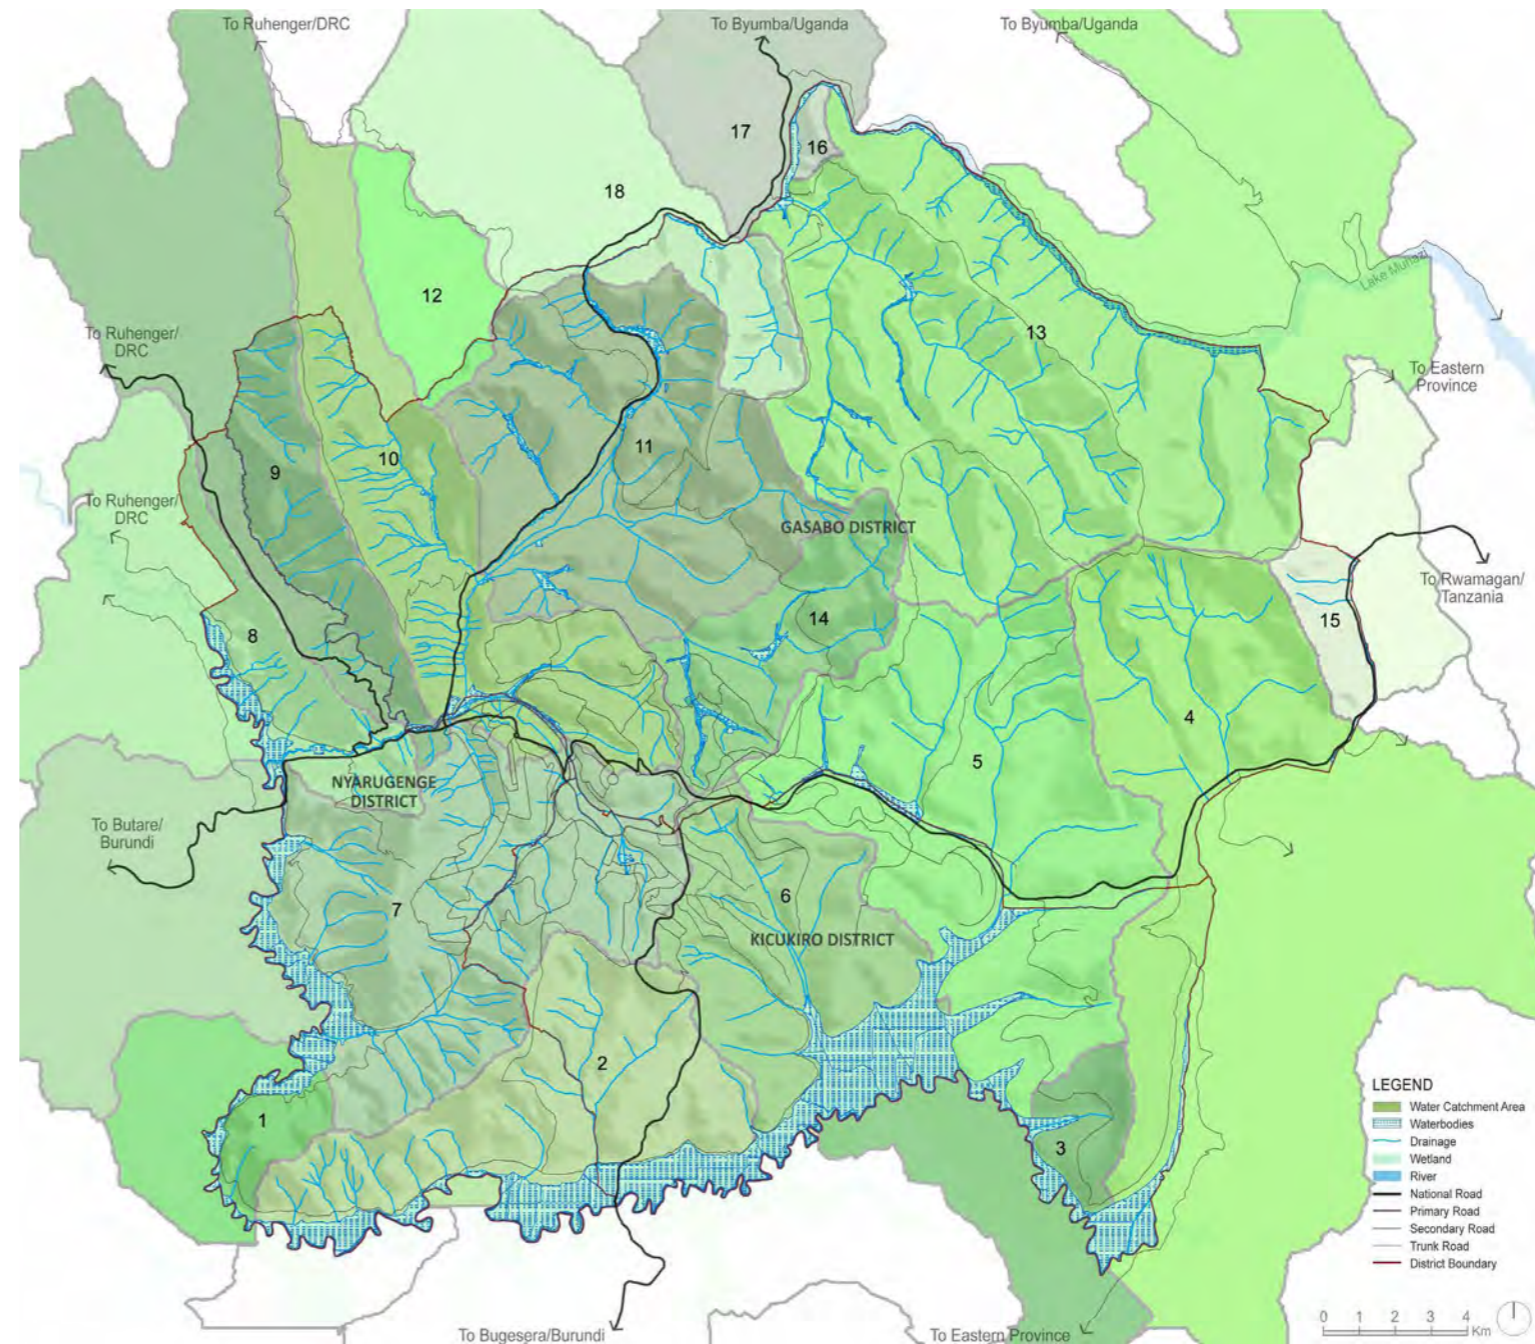 To Ruhenger/DRC
To Byumba/Uganda
To Byumba/Uganda
17
16
18
12
13
Lake Muhazi
To Ruhenger/
DRC
To Eastern
Province
9
10
11
To Ruhenger/
DRC
GASABO DISTRICT
To Rwamagan/
Tanzania
8
14
15
4
5
NYARUGENGE
DISTRICT
To Butare/
Burundi
7
6
KICUKIRO DISTRICT
2
1
3
LEGEND
Water Catchment Area
Waterbodies
Drainage
Wetland
River
National Road
Primary Road
Secondary Road
Trunk Road
District Boundary
0 1 2 3 4
Km
To Bugesera/Burundi
To Eastern Province